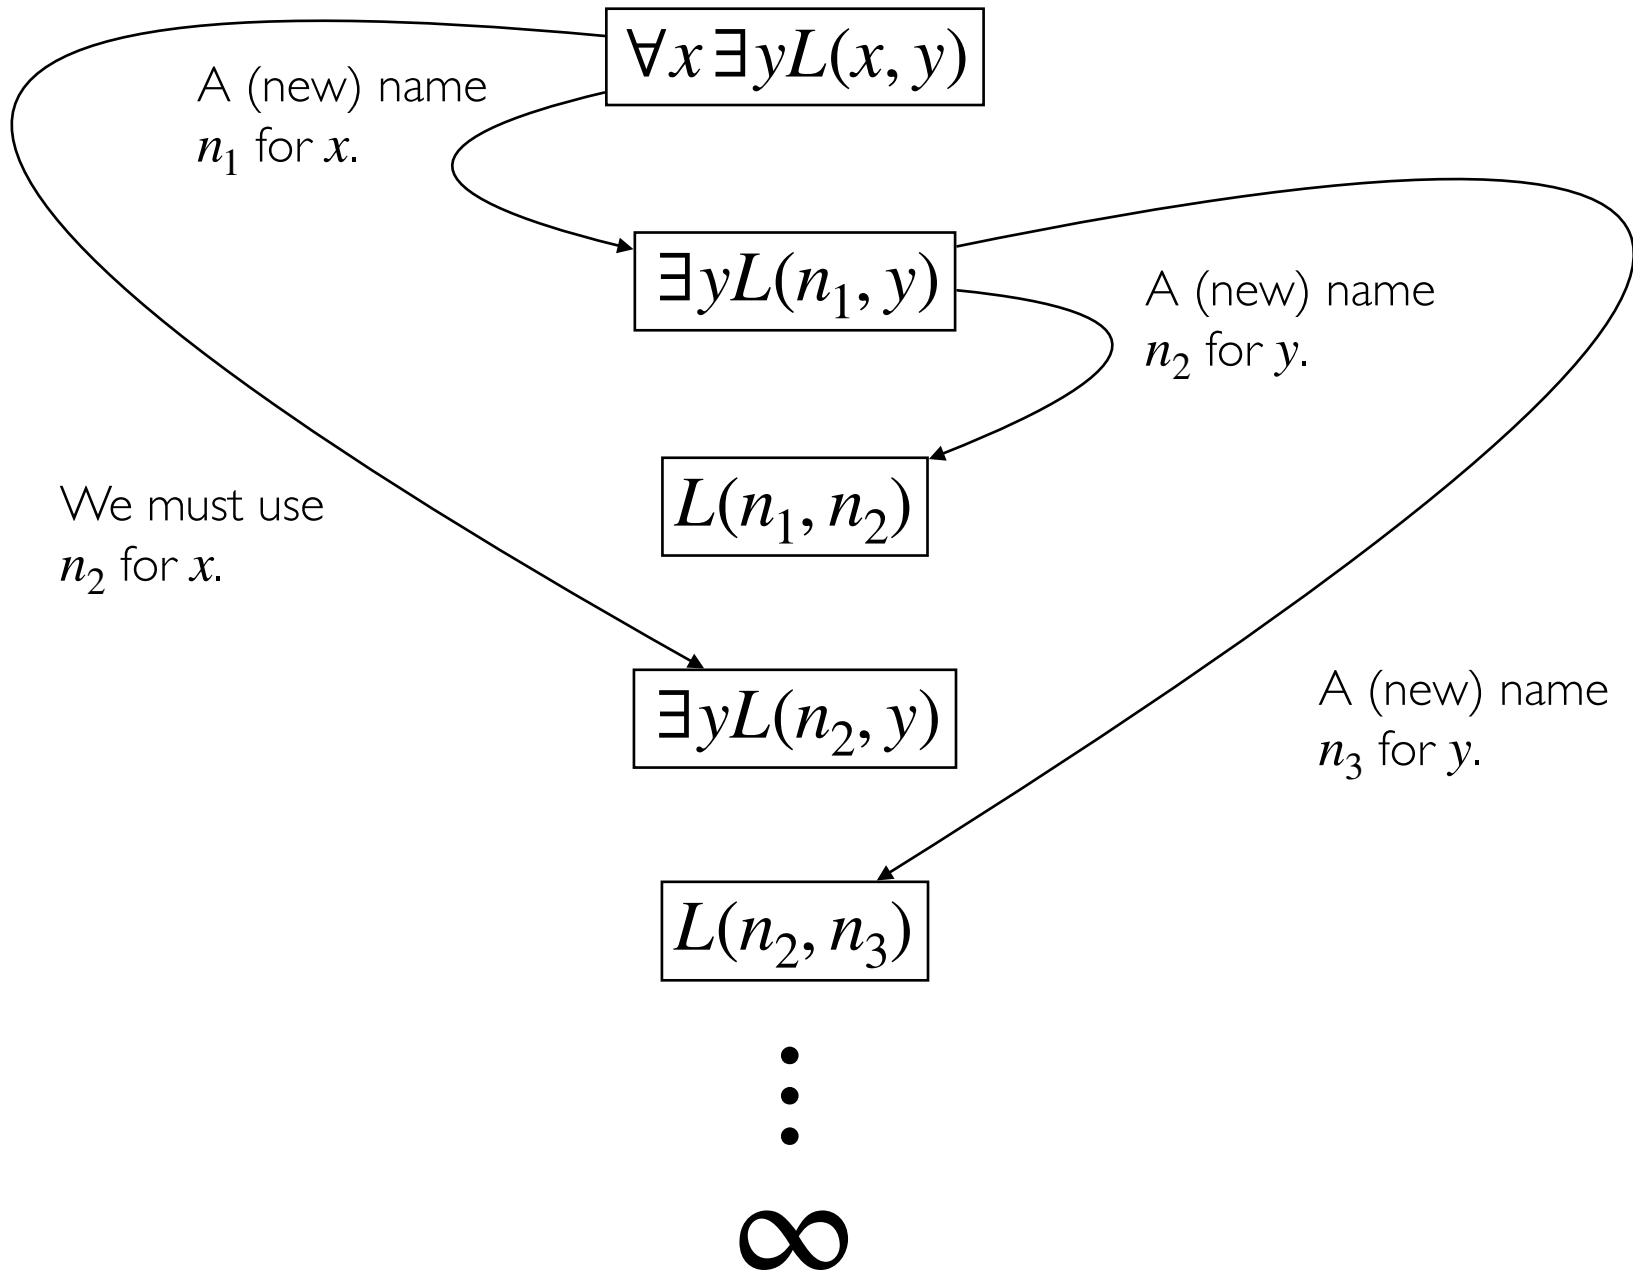 ∀x ∃yL(x, y)
A (new) name
n₁ for x.
∃yL(n₁, y)
A (new) name
n₂ for y.
L(n₁, n₂)
We must use
n₂ for x.
∃yL(n₂, y)
A (new) name
n₃ for y.
L(n₂, n₃)
⋮
∞